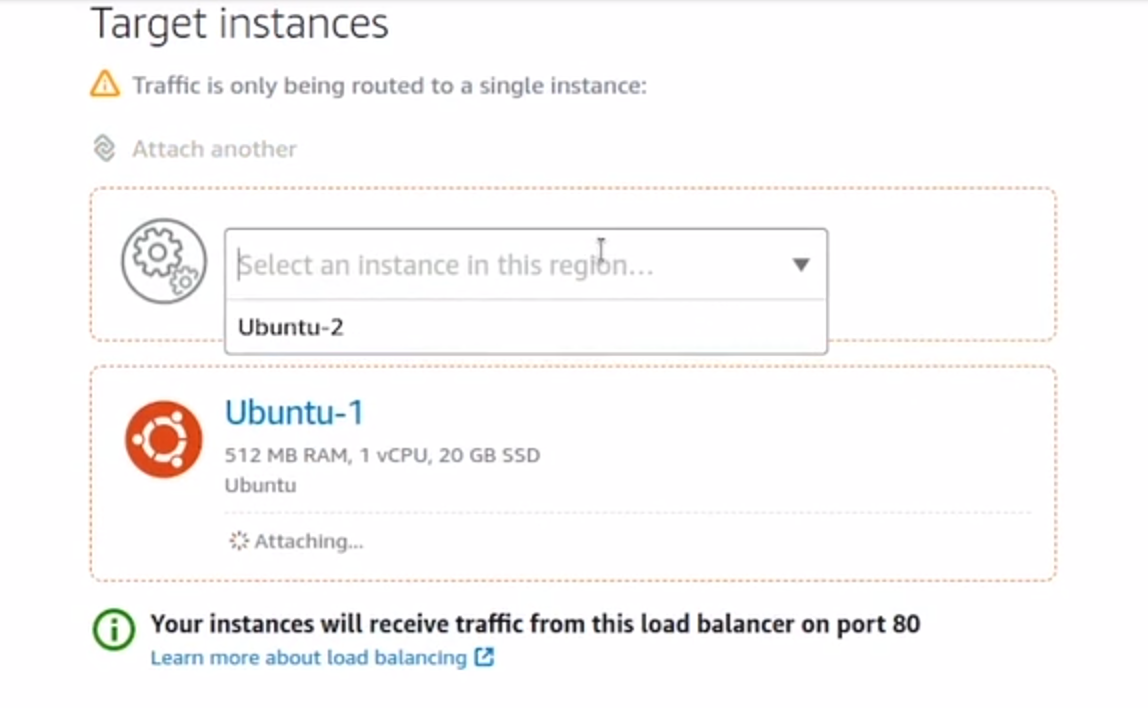 Target instances
Traffic is only being routed to a single instance:
Attach another
Select an instance in this region...
Ubuntu-2
Ubuntu-1
512 MB RAM, 1 vCPU, 20 GB SSD
Ubuntu
Attaching...
Your instances will receive traffic from this load balancer on port 80
Learn more about load balancing